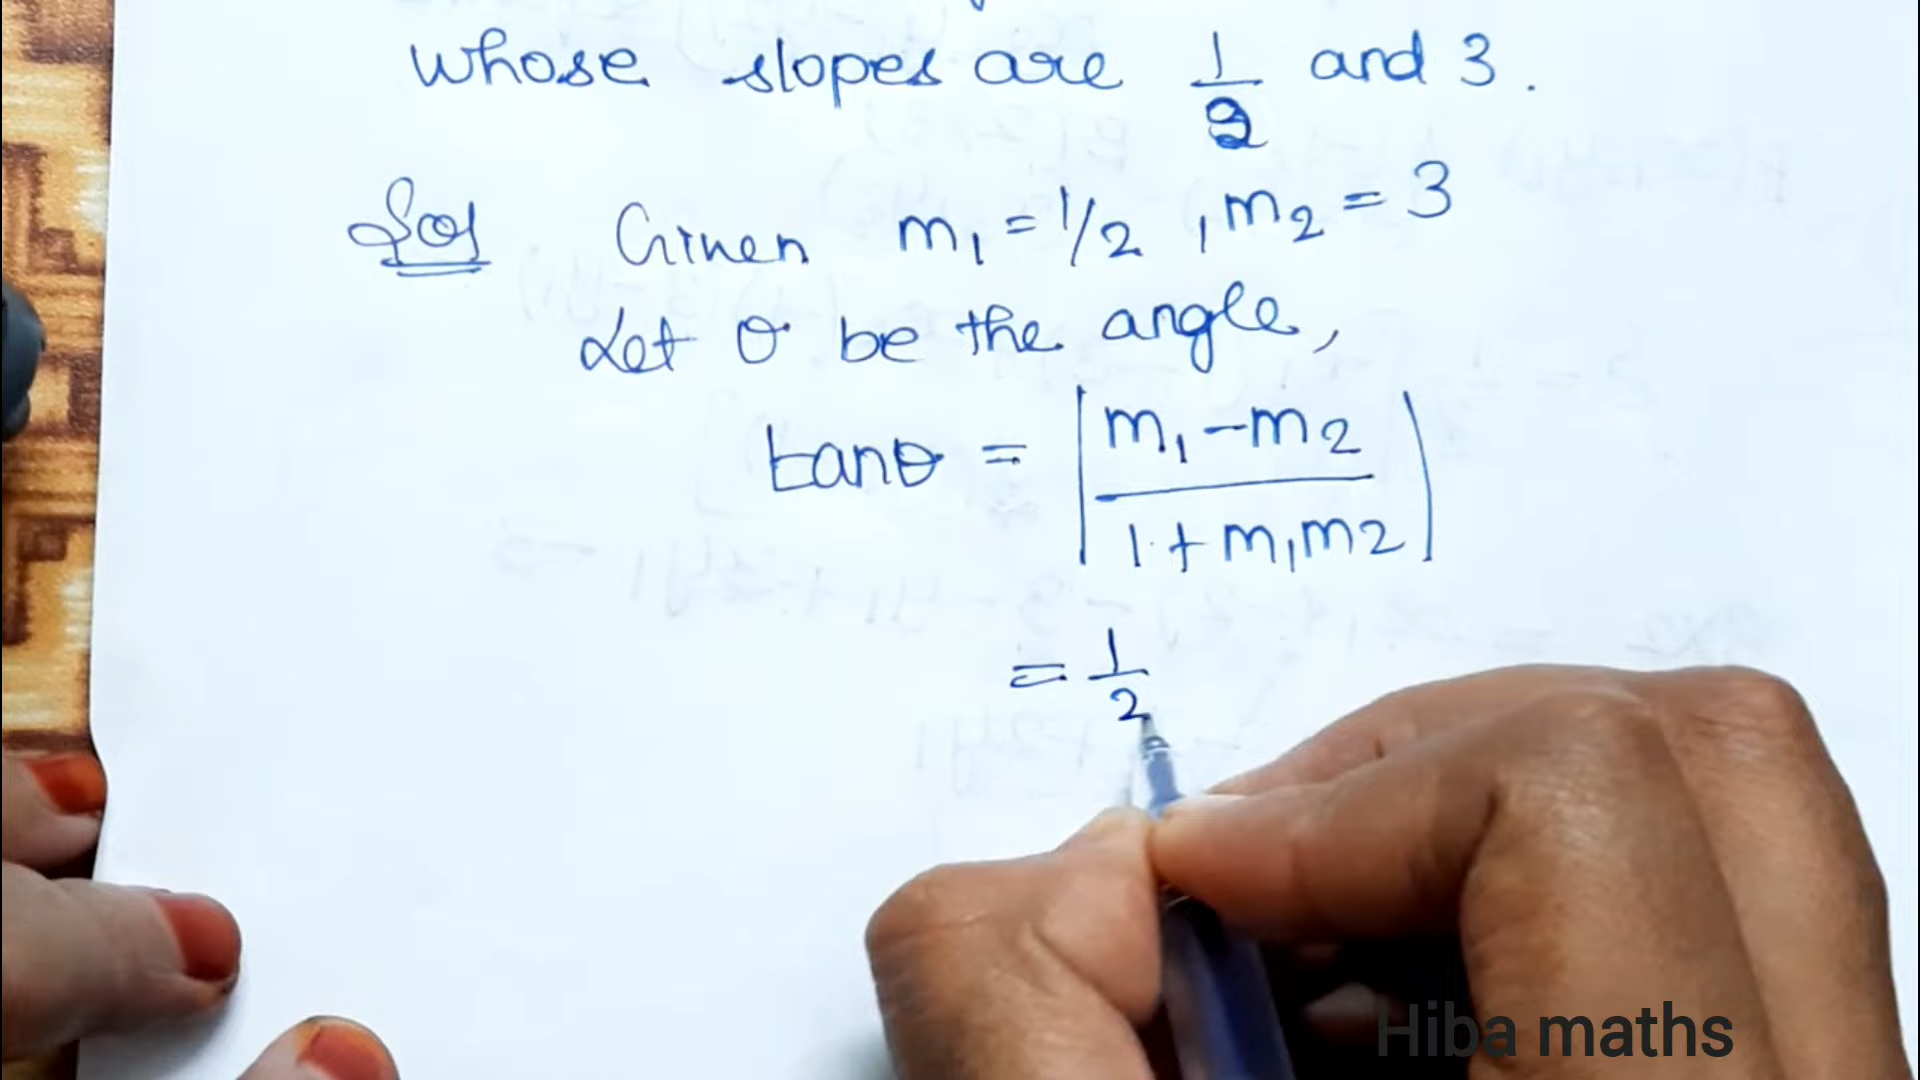 whose slopes are 1/2 and 3.
Sol Given m₁ = 1/2 , m₂ = 3
Let θ be the angle,
tanθ = | m₁ - m₂ / 1 + m₁m₂ |
= 1/2
Hiba maths